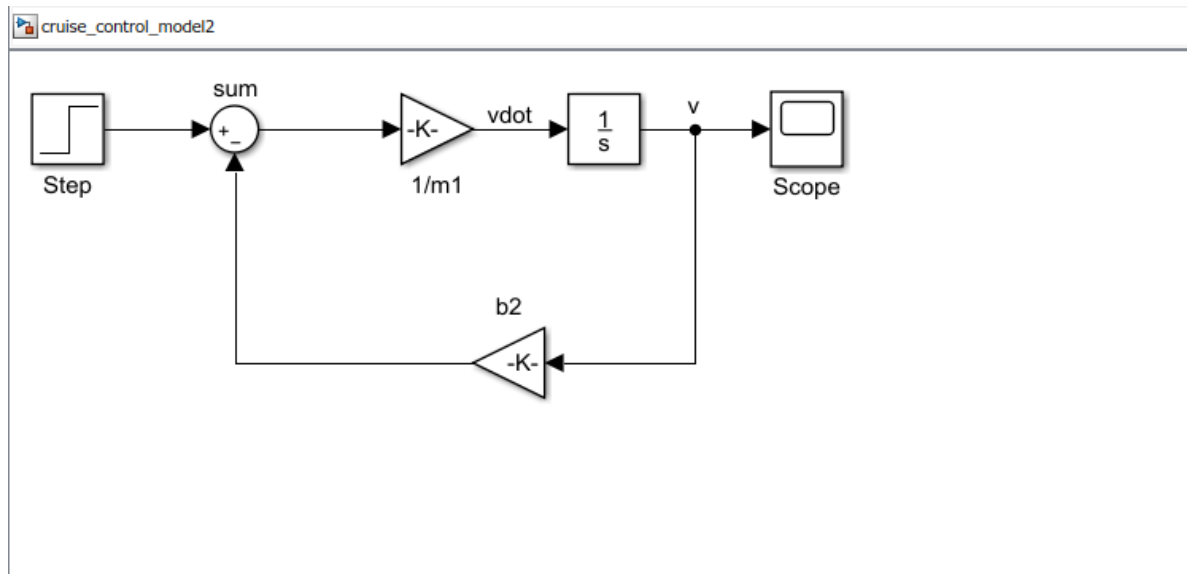 cruise_control_model2
sum
+
−
-K-
vdot
1
s
v
Step
1/m1
Scope
b2
-K-